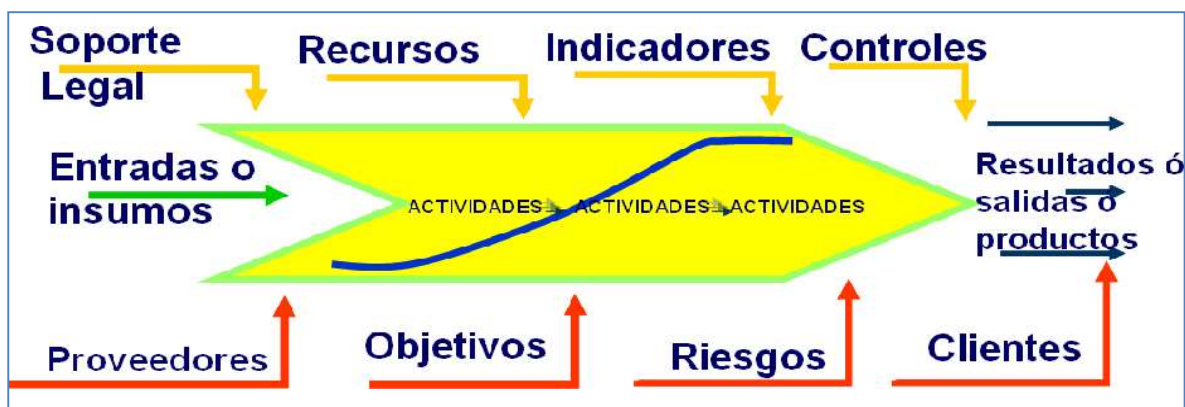 Soporte
Legal
Recursos
Indicadores
Controles
Entradas o
insumos
ACTIVIDADES ACTIVIDADES ACTIVIDADES
Resultados ó
salidas o
productos
Proveedores
Objetivos
Riesgos
Clientes